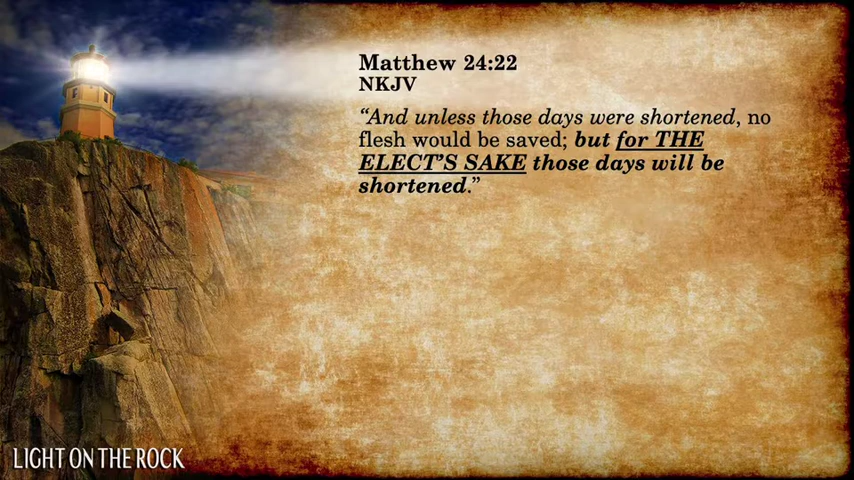 Matthew 24:22
NKJV
“And unless those days were shortened, no
flesh would be saved; but for THE
ELECT’S SAKE those days will be
shortened.”
LIGHT ON THE ROCK